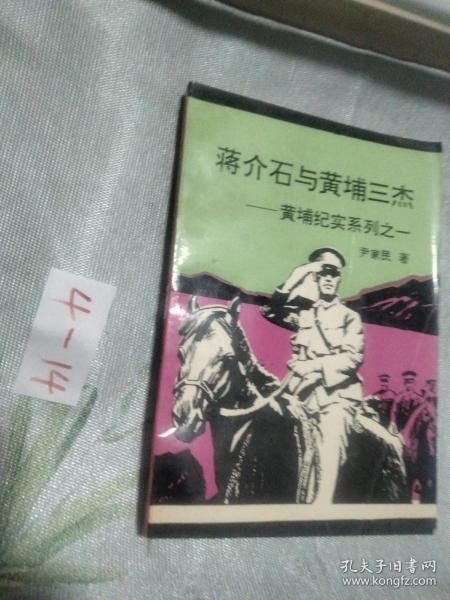 蒋介石与黄埔三杰
——黄埔纪实系列之一
尹家民 著
4-14
孔夫子旧书网
www.kongfz.com